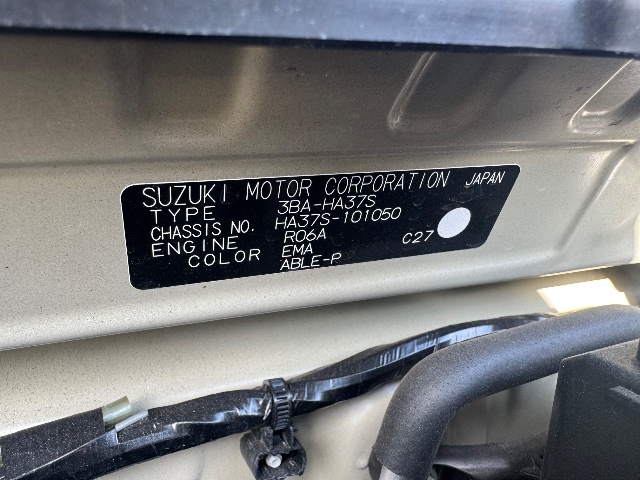 SUZUKI MOTOR CORPORATION JAPAN
TYPE 3BA-HA37S
CHASSIS NO. HA37S-101050
ENGINE R06A
COLOR EMA C27
ABLE-P